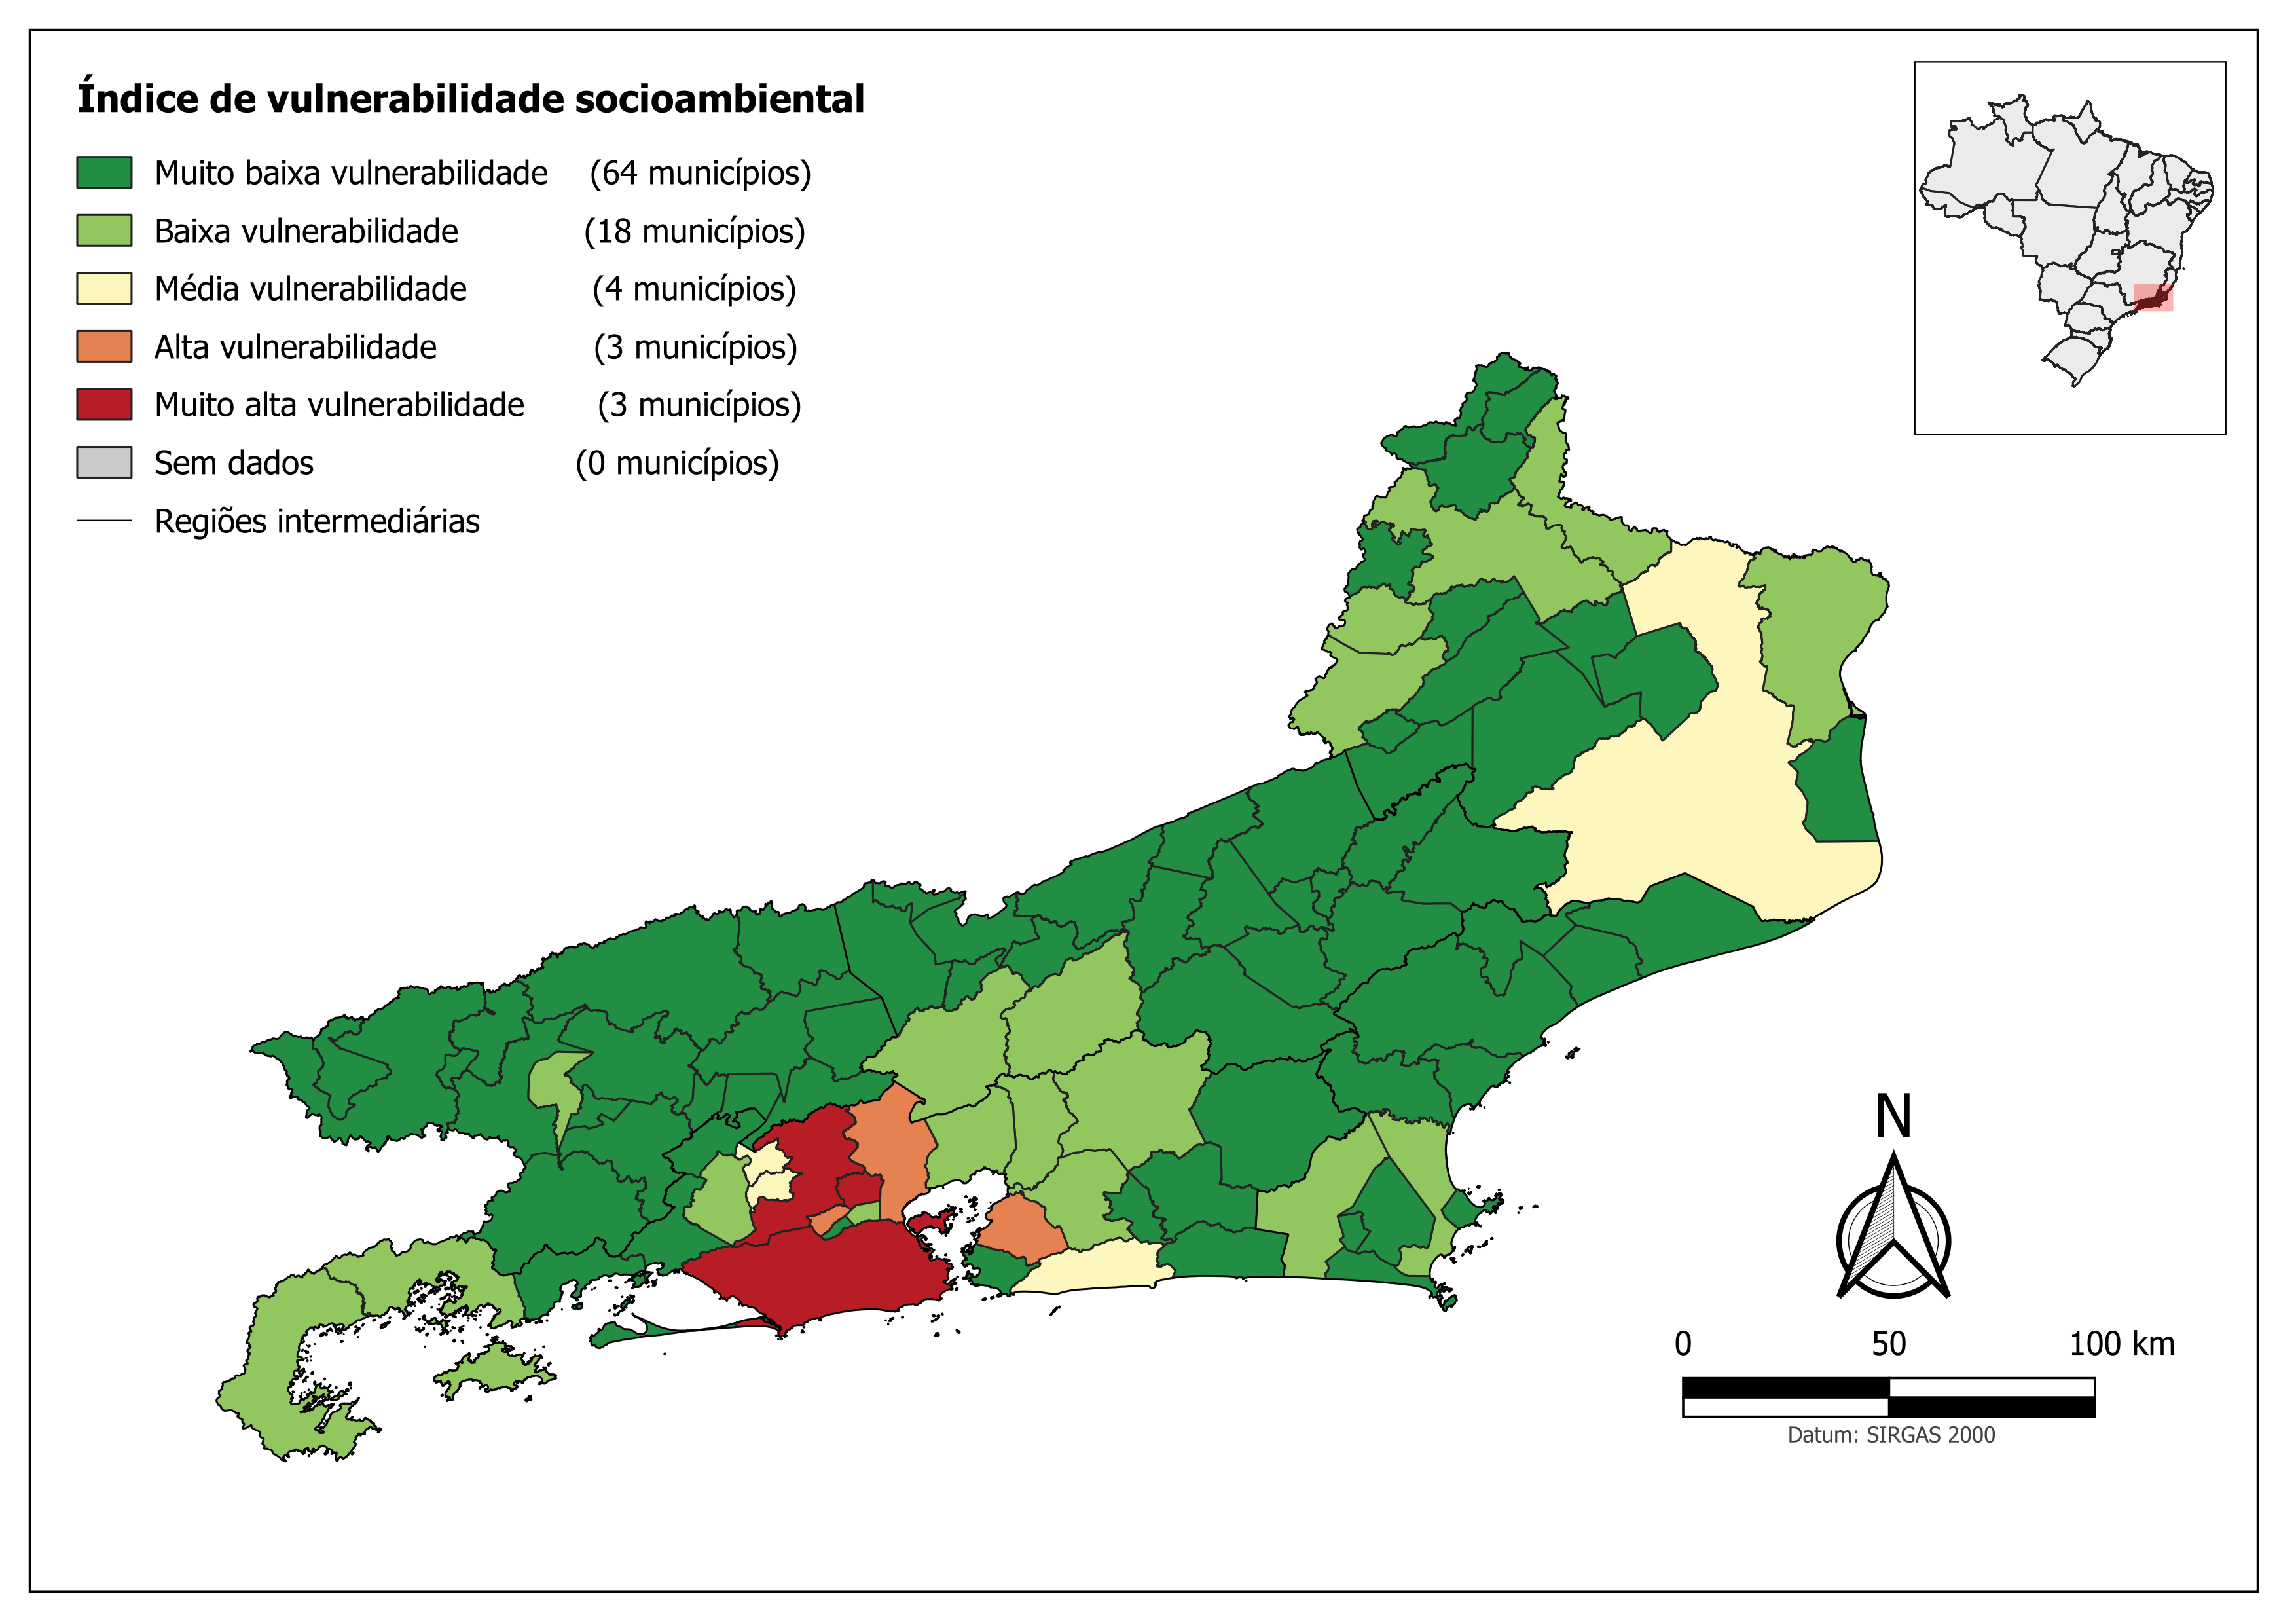 Índice de vulnerabilidade socioambiental
Muito baixa vulnerabilidade (64 municípios)
Baixa vulnerabilidade (18 municípios)
Média vulnerabilidade (4 municípios)
Alta vulnerabilidade (3 municípios)
Muito alta vulnerabilidade (3 municípios)
Sem dados (0 municípios)
Regiões intermediárias
N
0 50 100 km
Datum: SIRGAS 2000